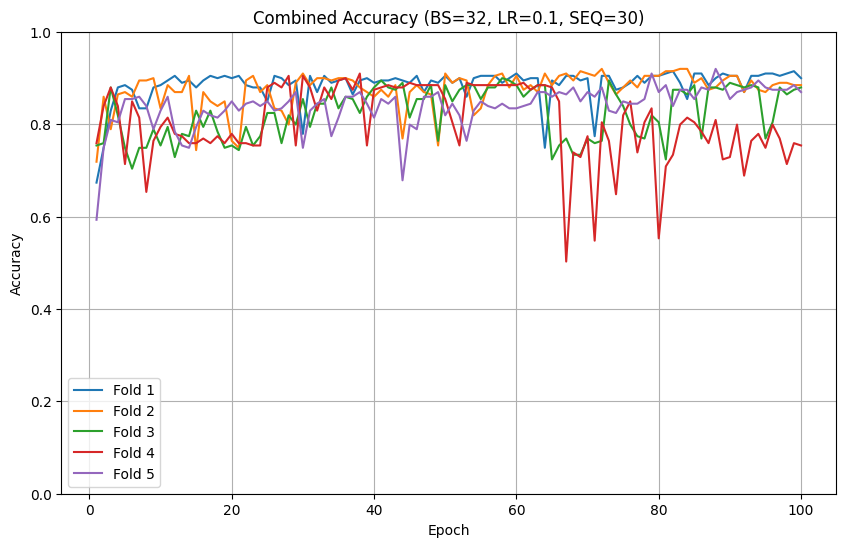 Combined Accuracy (BS=32, LR=0.1, SEQ=30)
1.0
0.8
0.6
0.4
0.2
0.0
Accuracy
Fold 1
Fold 2
Fold 3
Fold 4
Fold 5
0 20 40 60 80 100
Epoch